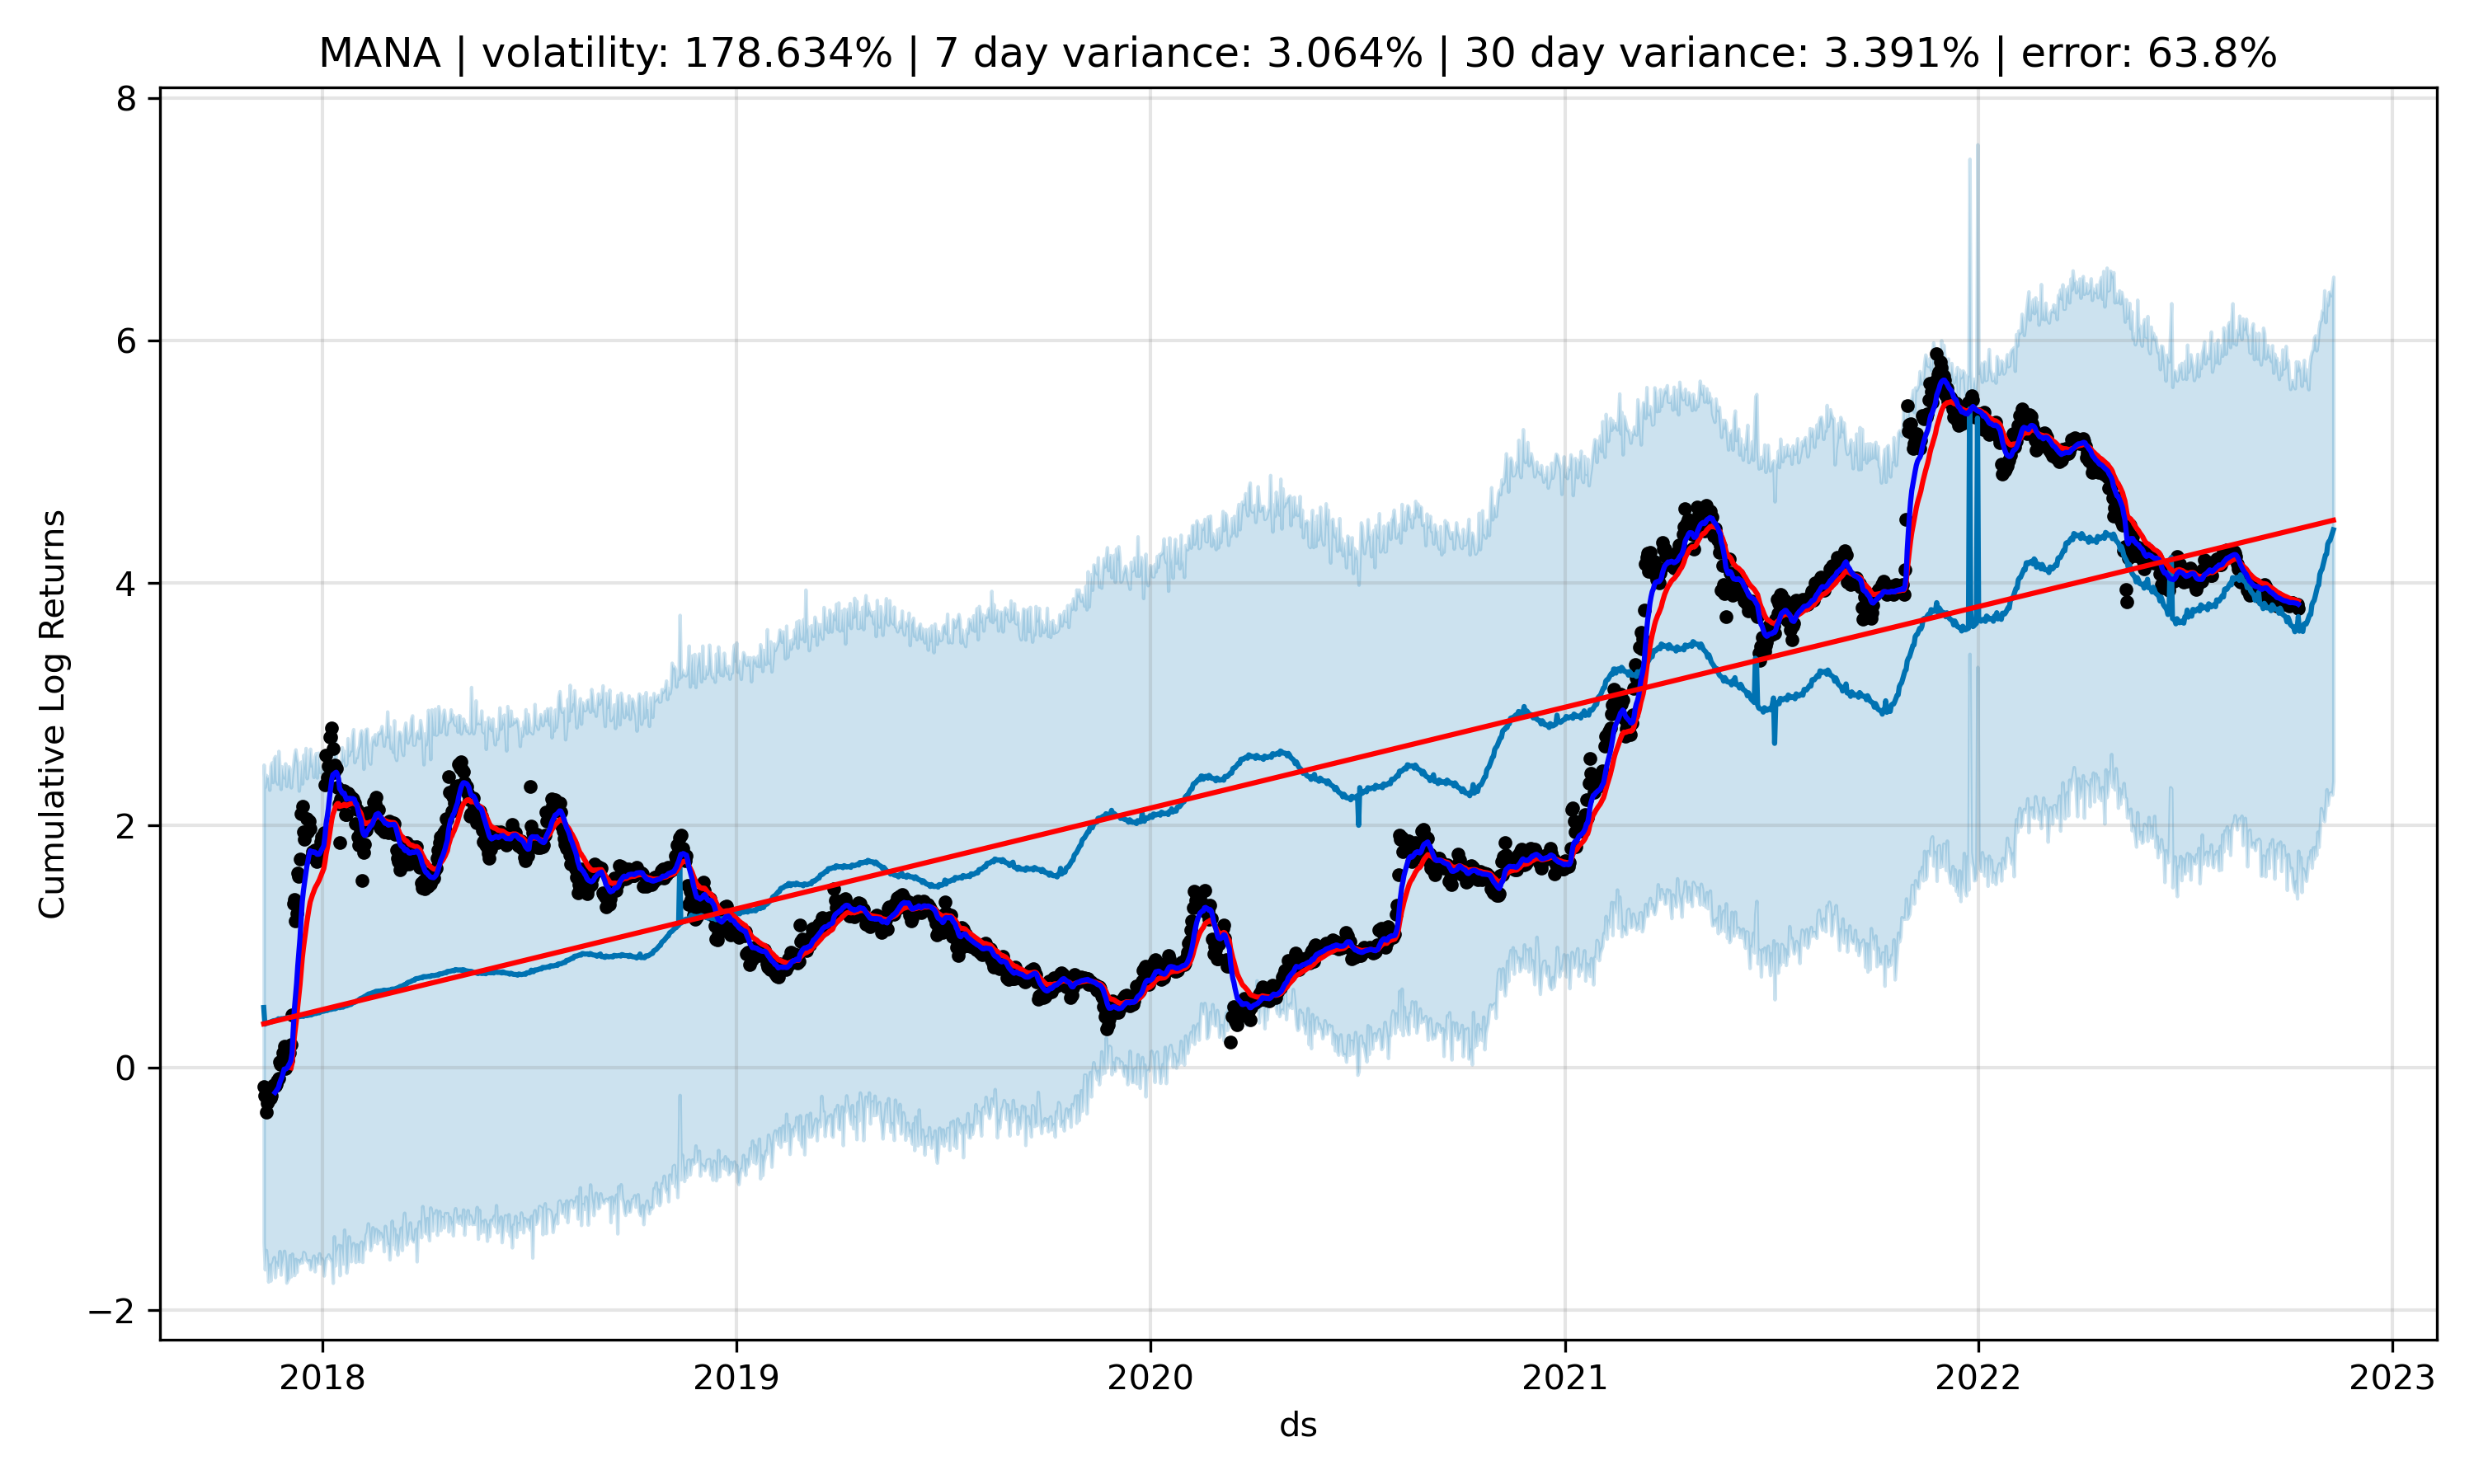 MANA | volatility: 178.634% | 7 day variance: 3.064% | 30 day variance: 3.391% | error: 63.8%
8
6
4
2
0
−2
Cumulative Log Returns
2018 2019 2020 2021 2022 2023
ds